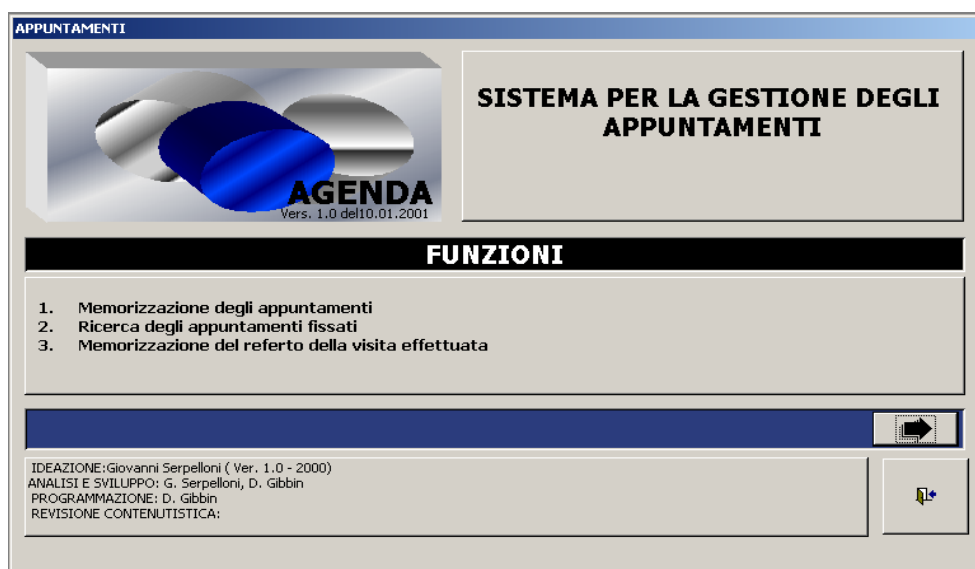 APPUNTAMENTI
AGENDA
Vers. 1.0 del10.01.2001
SISTEMA PER LA GESTIONE DEGLI
APPUNTAMENTI
FUNZIONI
1. Memorizzazione degli appuntamenti
2. Ricerca degli appuntamenti fissati
3. Memorizzazione del referto della visita effettuata
IDEAZIONE:Giovanni Serpelloni ( Ver. 1.0 - 2000)
ANALISI E SVILUPPO: G. Serpelloni, D. Gibbin
PROGRAMMAZIONE: D. Gibbin
REVISIONE CONTENUTISTICA: